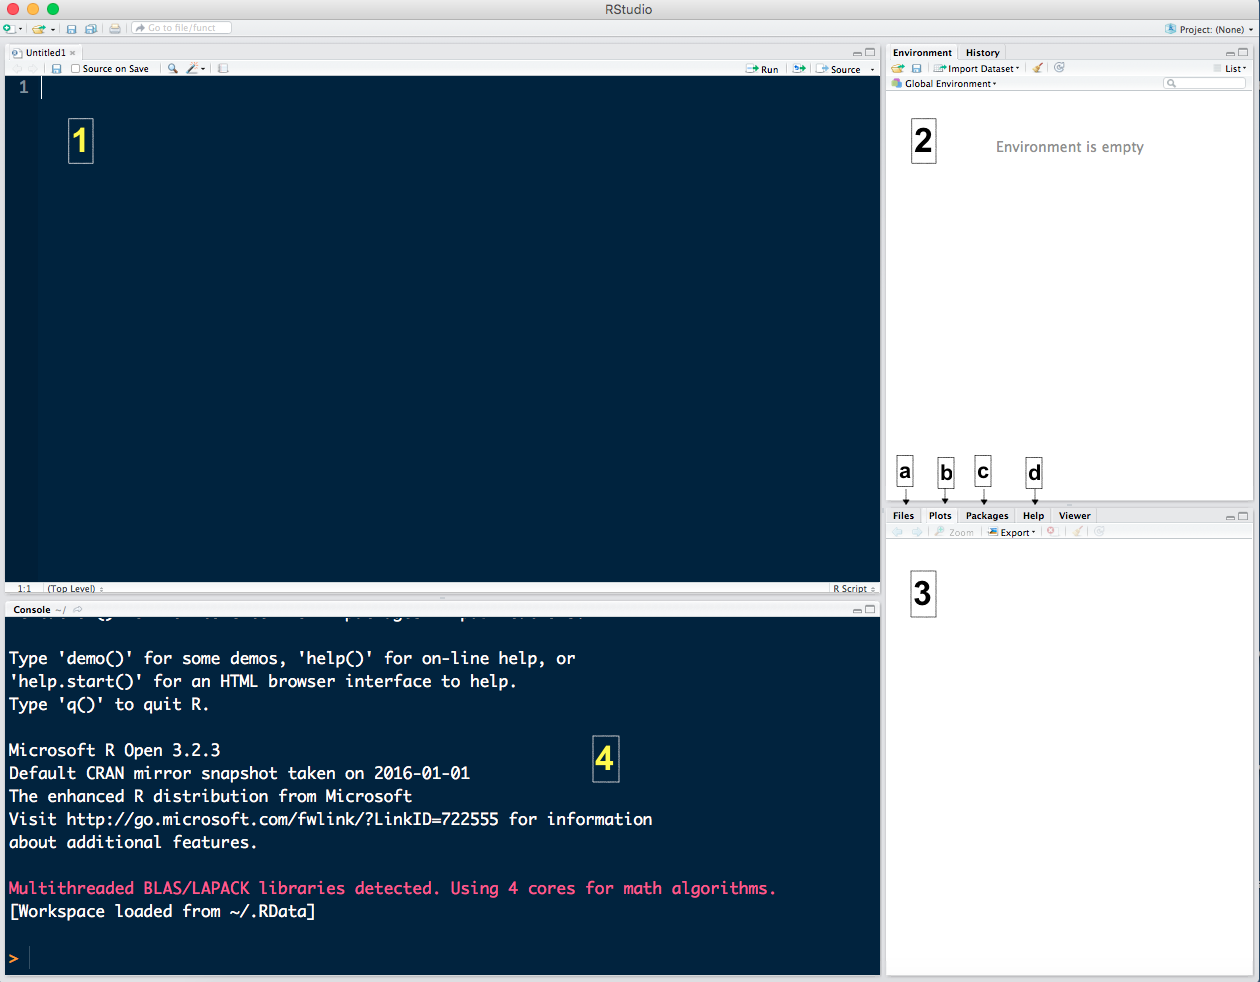 RStudio
Go to file/funct
Project: (None)
Untitled1
Source on Save
Run
Source
1
1
1:1
(Top Level)
R Script
Console ~/
Type 'demo()' for some demos, 'help()' for on-line help, or
'help.start()' for an HTML browser interface to help.
Type 'q()' to quit R.
Microsoft R Open 3.2.3
Default CRAN mirror snapshot taken on 2016-01-01
The enhanced R distribution from Microsoft
Visit http://go.microsoft.com/fwlink/?LinkID=722555 for information
about additional features.
Multithreaded BLAS/LAPACK libraries detected. Using 4 cores for math algorithms.
[Workspace loaded from ~/.RData]
>
4
Environment History
Import Dataset
List
Global Environment
2
Environment is empty
a b c d
Files Plots Packages Help Viewer
Zoom Export
3